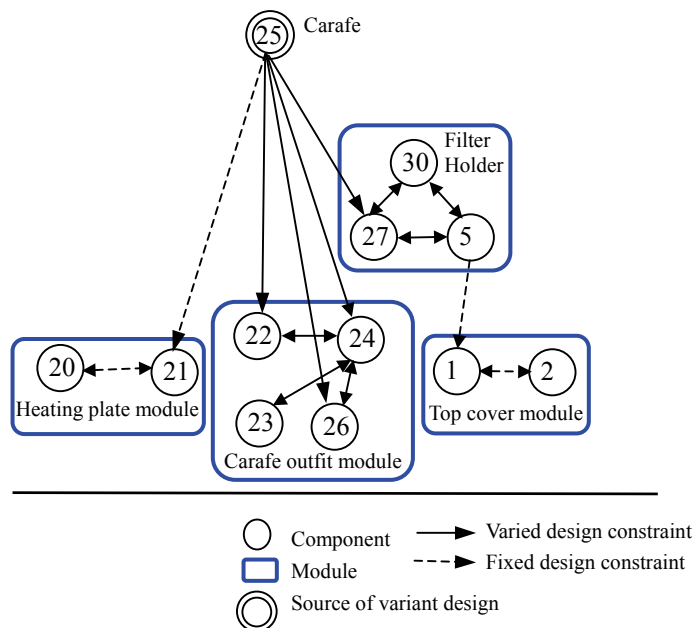 25 Carafe
Filter
Holder
30
27
5
22
24
20
21
1
2
Heating plate module
23
26
Top cover module
Carafe outfit module
Component
Varied design constraint
Module
Fixed design constraint
Source of variant design